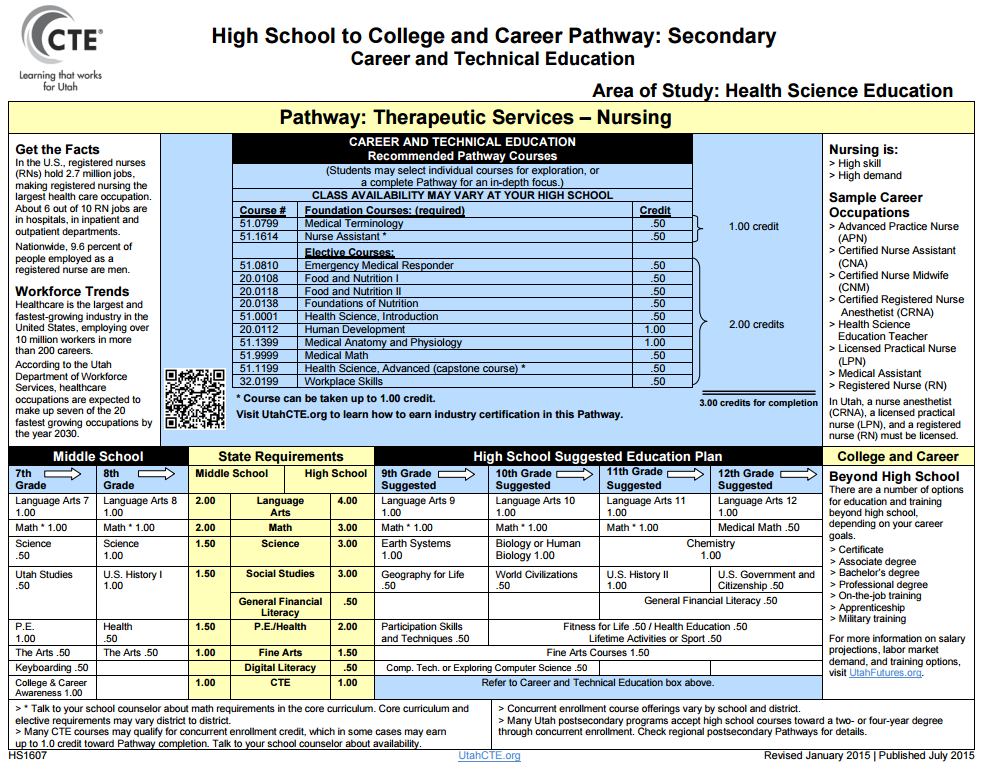 CTE®
Learning that works
for Utah
High School to College and Career Pathway: Secondary
Career and Technical Education
Area of Study: Health Science Education
Pathway: Therapeutic Services – Nursing
Get the Facts
In the U.S., registered nurses
(RNs) hold 2.7 million jobs,
making registered nursing the
largest health care occupation.
About 6 out of 10 RN jobs are
in hospitals, in inpatient and
outpatient departments.
Nationwide, 9.6 percent of
people employed as a
registered nurse are men.
Workforce Trends
Healthcare is the largest and
fastest-growing industry in the
United States, employing over
10 million workers in more
than 200 careers.
According to the Utah
Department of Workforce
Services, healthcare
occupations are expected to
make up seven of the 20
fastest growing occupations by
the year 2030.
CAREER AND TECHNICAL EDUCATION
Recommended Pathway Courses
(Students may select individual courses for exploration, or
a complete Pathway for an in-depth focus.)
CLASS AVAILABILITY MAY VARY AT YOUR HIGH SCHOOL
Course # Foundation Courses: (required) Credit
51.0799 Medical Terminology .50
51.1614 Nurse Assistant * .50
1.00 credit
Elective Courses:
51.0810 Emergency Medical Responder .50
20.0108 Food and Nutrition I .50
20.0118 Food and Nutrition II .50
20.0138 Foundations of Nutrition .50
51.0001 Health Science, Introduction .50
20.0112 Human Development 1.00
51.1399 Medical Anatomy and Physiology 1.00
51.9999 Medical Math .50
51.1199 Health Science, Advanced (capstone course) * .50
32.0199 Workplace Skills .50
2.00 credits
* Course can be taken up to 1.00 credit.
3.00 credits for completion
Visit UtahCTE.org to learn how to earn industry certification in this Pathway.
Nursing is:
> High skill
> High demand
Sample Career
Occupations
> Advanced Practice Nurse
(APN)
> Certified Nurse Assistant
(CNA)
> Certified Nurse Midwife
(CNM)
> Certified Registered Nurse
Anesthetist (CRNA)
> Health Science
Education Teacher
> Licensed Practical Nurse
(LPN)
> Medical Assistant
> Registered Nurse (RN)
In Utah, a nurse anesthetist
(CRNA), a licensed practical
nurse (LPN), and a registered
nurse (RN) must be licensed.
Middle School State Requirements High School Suggested Education Plan College and Career
7th Grade 8th Grade Middle School High School 9th Grade Suggested 10th Grade Suggested 11th Grade Suggested 12th Grade Suggested
Language Arts 7 1.00 Language Arts 8 1.00 2.00 Language Arts 4.00 Language Arts 9 1.00 Language Arts 10 1.00 Language Arts 11 1.00 Language Arts 12 1.00
Math * 1.00 Math * 1.00 2.00 Math 3.00 Math * 1.00 Math * 1.00 Math * 1.00 Medical Math .50
Science .50 Science 1.00 1.50 Science 3.00 Earth Systems 1.00 Biology or Human Biology 1.00 Chemistry 1.00
Utah Studies .50 U.S. History I 1.00 1.50 Social Studies 3.00 Geography for Life .50 World Civilizations .50 U.S. History II 1.00 U.S. Government and Citizenship .50
General Financial Literacy .50 General Financial Literacy .50
P.E. 1.00 Health .50 1.50 P.E./Health 2.00 Participation Skills and Techniques .50 Fitness for Life .50 / Health Education .50 Lifetime Activities or Sport .50
The Arts .50 The Arts .50 1.00 Fine Arts 1.50 Fine Arts Courses 1.50
Keyboarding .50 Digital Literacy .50 Comp. Tech. or Exploring Computer Science .50
College & Career Awareness 1.00 1.00 CTE 1.00 Refer to Career and Technical Education box above.
Beyond High School
There are a number of options
for education and training
beyond high school,
depending on your career
goals.
> Certificate
> Associate degree
> Bachelor's degree
> Professional degree
> On-the-job training
> Apprenticeship
> Military training
For more information on salary
projections, labor market
demand, and training options,
visit UtahFutures.org.
> * Talk to your school counselor about math requirements in the core curriculum. Core curriculum and
elective requirements may vary district to district.
> Many CTE courses may qualify for concurrent enrollment credit, which in some cases may earn
up to 1.0 credit toward Pathway completion. Talk to your school counselor about availability.
> Concurrent enrollment course offerings vary by school and district.
> Many Utah postsecondary programs accept high school courses toward a two- or four-year degree
through concurrent enrollment. Check regional postsecondary Pathways for details.
HS1607 UtahCTE.org Revised January 2015 | Published July 2015